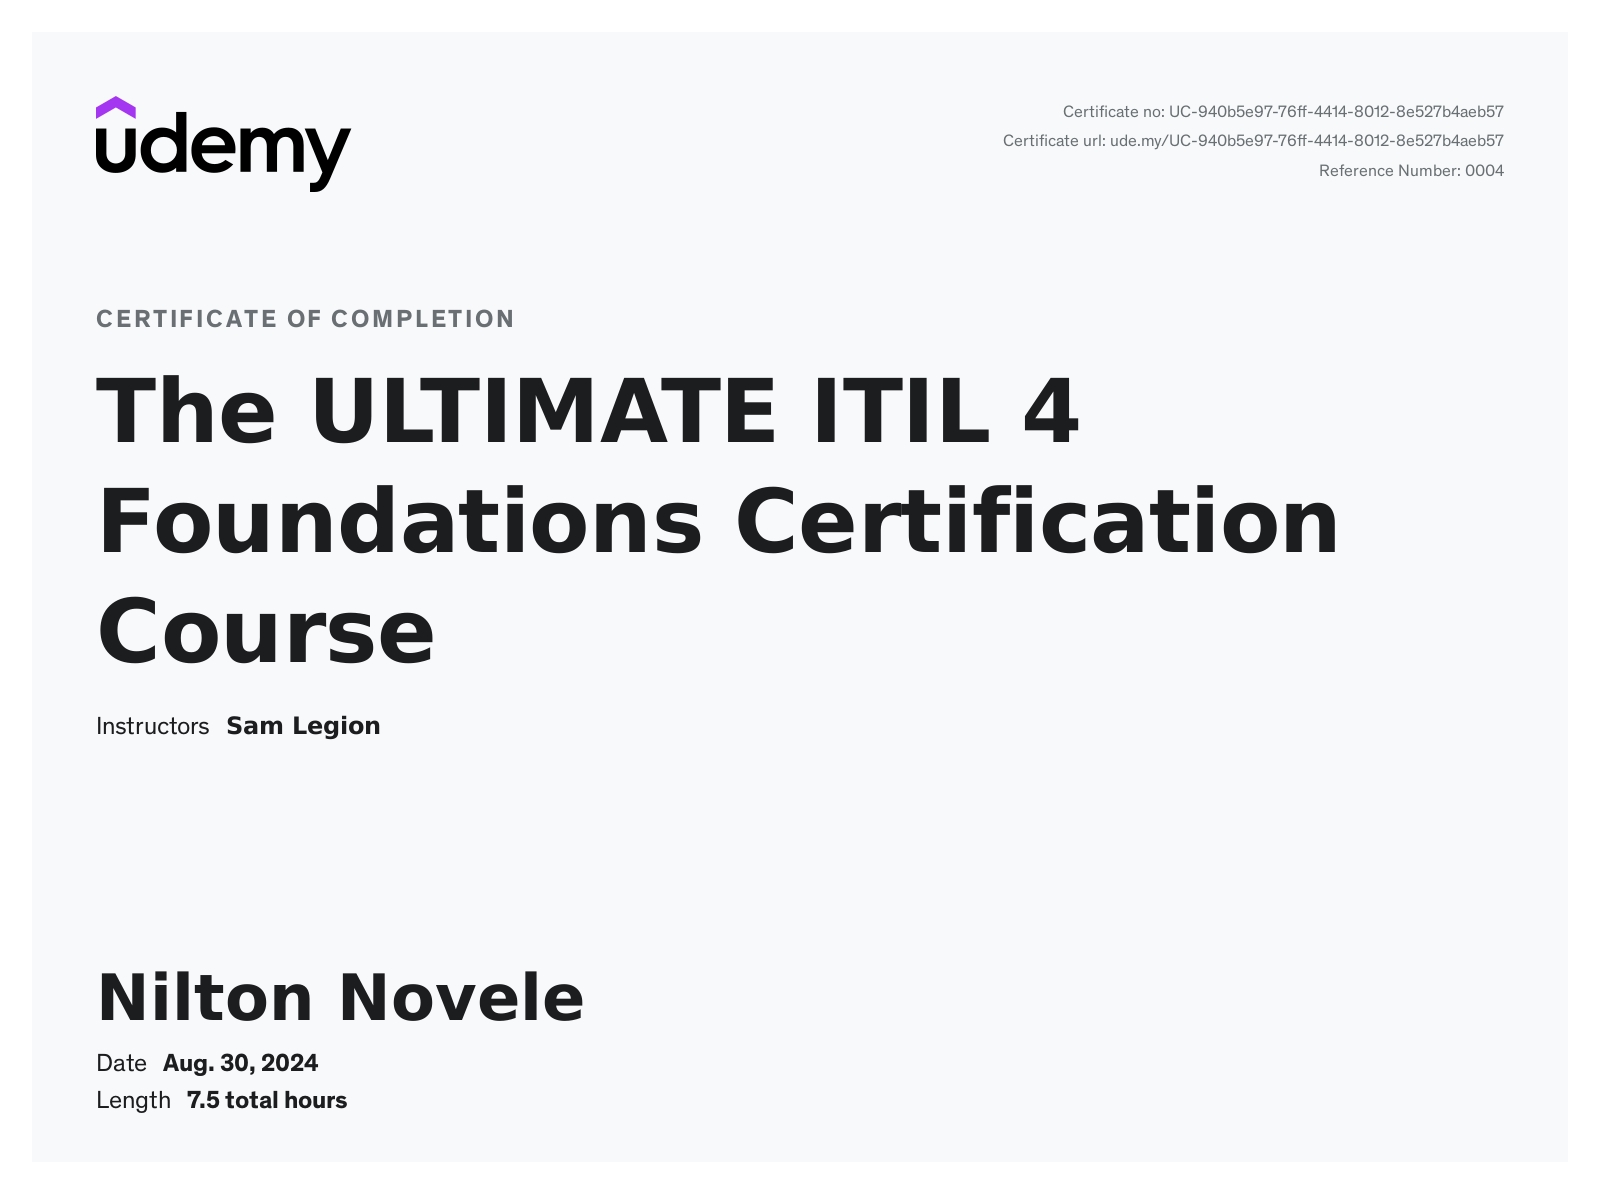 udemy
Certificate no: UC-940b5e97-76ff-4414-8012-8e527b4aeb57
Certificate url: ude.my/UC-940b5e97-76ff-4414-8012-8e527b4aeb57
Reference Number: 0004
CERTIFICATE OF COMPLETION
The ULTIMATE ITIL 4
Foundations Certification
Course
Instructors Sam Legion
Nilton Novele
Date Aug. 30, 2024
Length 7.5 total hours